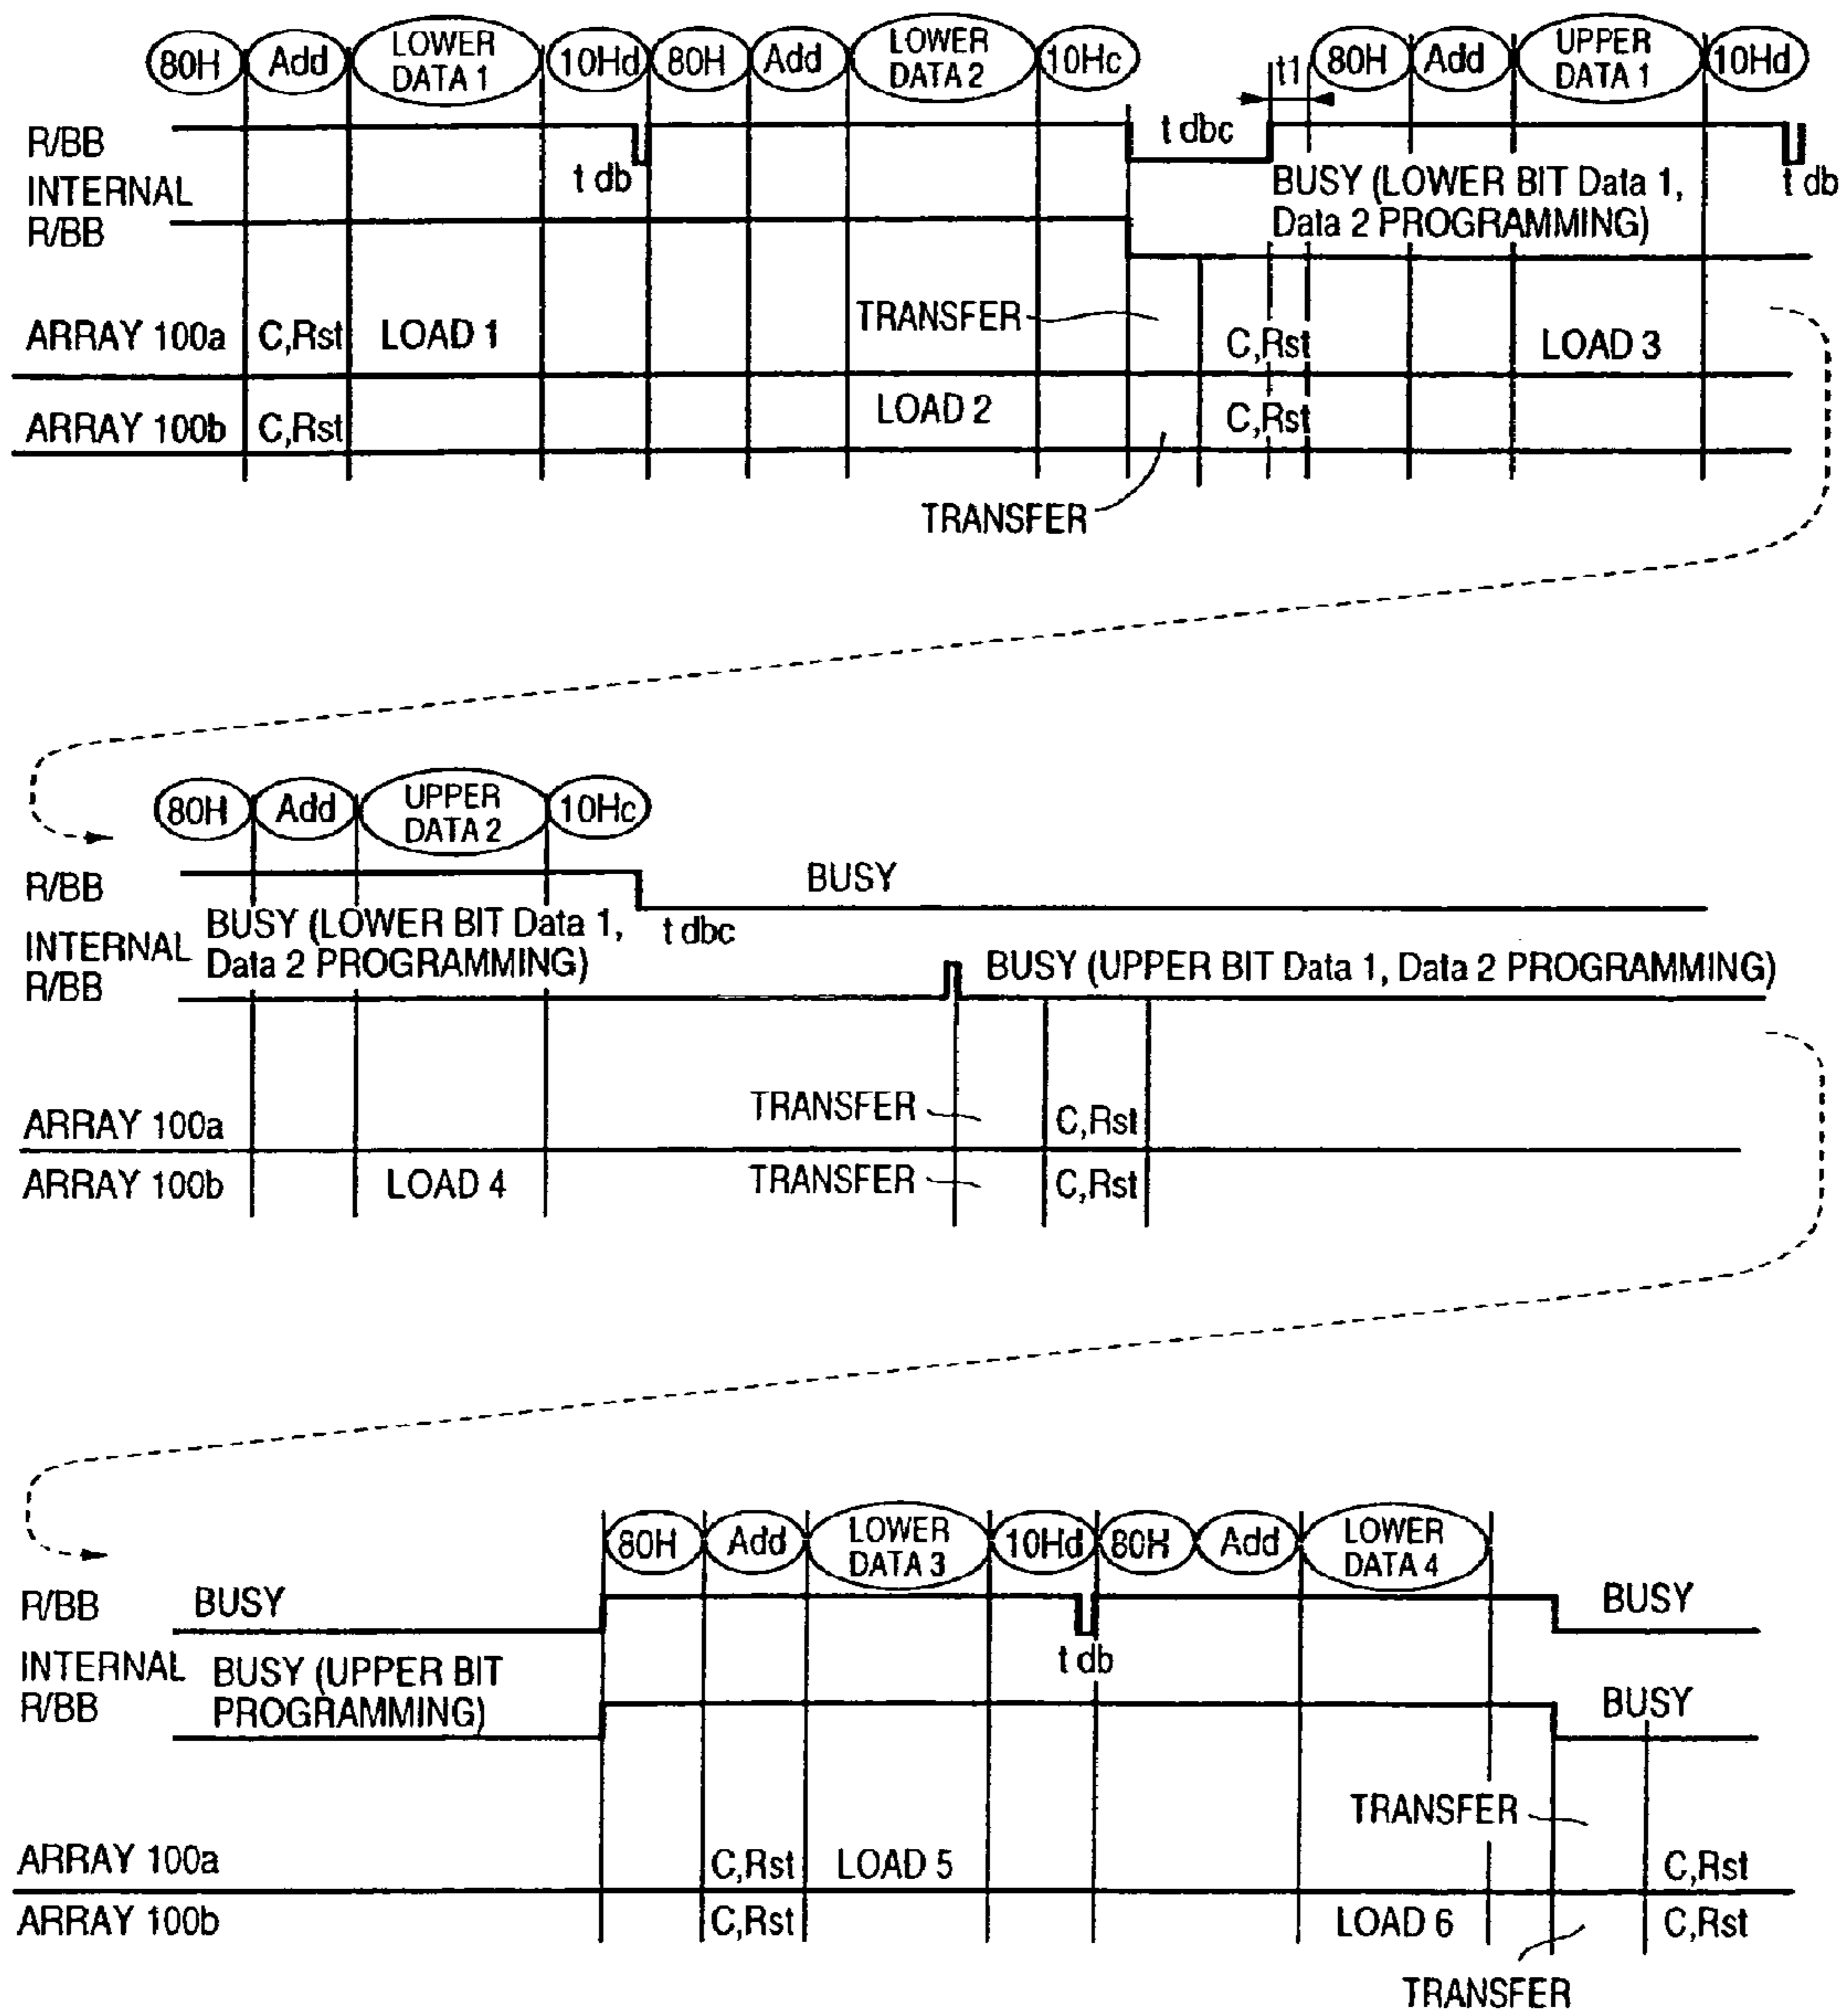 80H Add LOWER DATA 1 10Hd 80H Add LOWER DATA 2 10Hc t1 80H Add UPPER DATA 1 10Hd
R/BB t db t dbc t db
INTERNAL R/BB BUSY (LOWER BIT Data 1, Data 2 PROGRAMMING)
TRANSFER
ARRAY 100a C,Rst LOAD 1 C,Rst LOAD 3
ARRAY 100b C,Rst LOAD 2 C,Rst
TRANSFER
80H Add UPPER DATA 2 10Hc
R/BB BUSY
t dbc
INTERNAL R/BB BUSY (LOWER BIT Data 1, Data 2 PROGRAMMING) BUSY (UPPER BIT Data 1, Data 2 PROGRAMMING)
ARRAY 100a TRANSFER C,Rst
ARRAY 100b LOAD 4 TRANSFER C,Rst
80H Add LOWER DATA 3 10Hd 80H Add LOWER DATA 4
R/BB BUSY BUSY
t db
INTERNAL R/BB BUSY (UPPER BIT PROGRAMMING) BUSY
TRANSFER
ARRAY 100a C,Rst LOAD 5 C,Rst
ARRAY 100b C,Rst LOAD 6 C,Rst
TRANSFER